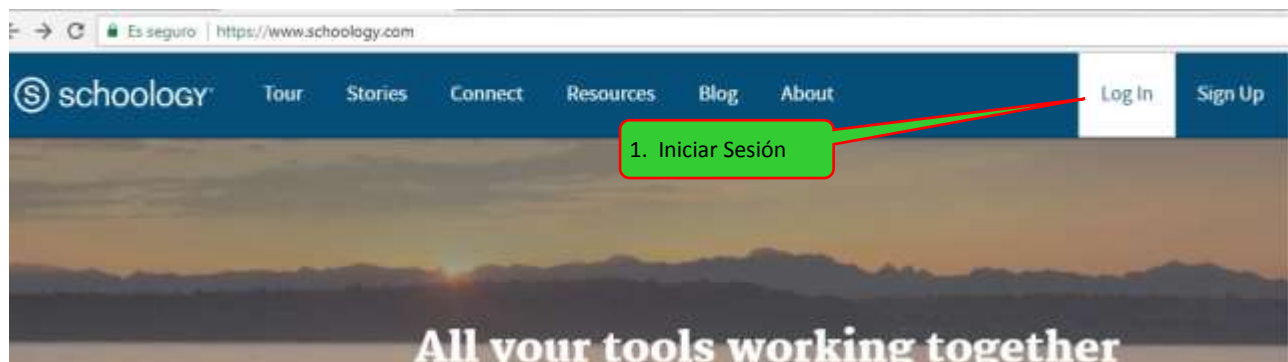 Es seguro | https://www.schoology.com
S schoology Tour Stories Connect Resources Blog About Log In Sign Up
1. Iniciar Sesión
All your tools working together